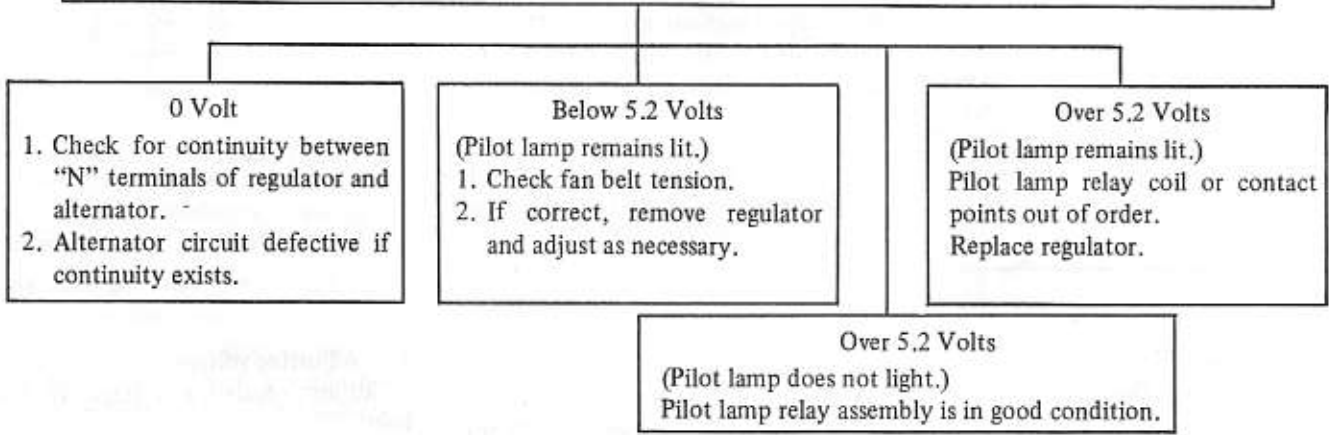 0 Volt
1. Check for continuity between
“N” terminals of regulator and
alternator.
2. Alternator circuit defective if
continuity exists.
Below 5.2 Volts
(Pilot lamp remains lit.)
1. Check fan belt tension.
2. If correct, remove regulator
and adjust as necessary.
Over 5.2 Volts
(Pilot lamp remains lit.)
Pilot lamp relay coil or contact
points out of order.
Replace regulator.
Over 5.2 Volts
(Pilot lamp does not light.)
Pilot lamp relay assembly is in good condition.